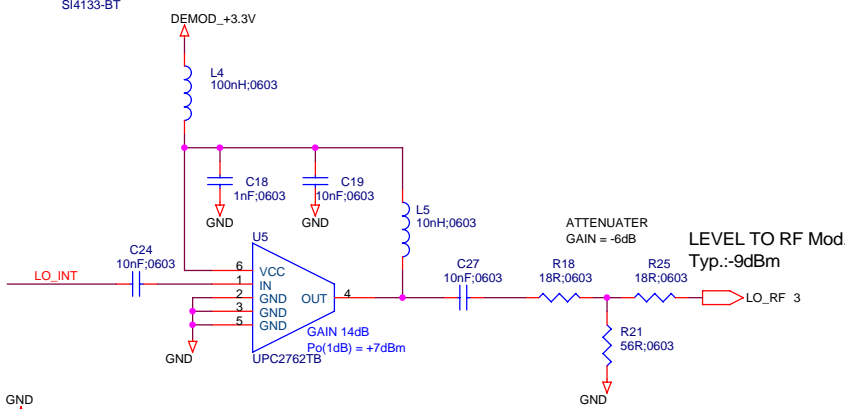 SI4133-BT
DEMOD_+3.3V
L4
100nH;0603
C18
1nF;0603
C19
10nF;0603
GND
GND
L5
10nH;0603
U5
ATTENUATER
GAIN = -6dB
LEVEL TO RF Mod.
Typ.:-9dBm
C24
10nF;0603
C27
10nF;0603
R18
18R;0603
R25
18R;0603
LO_INT
6
VCC
1
IN
2
GND
3
GND
5
GND
OUT
4
LO_RF 3
GAIN 14dB
Po(1dB) = +7dBm
UPC2762TB
R21
56R;0603
GND
GND
GND